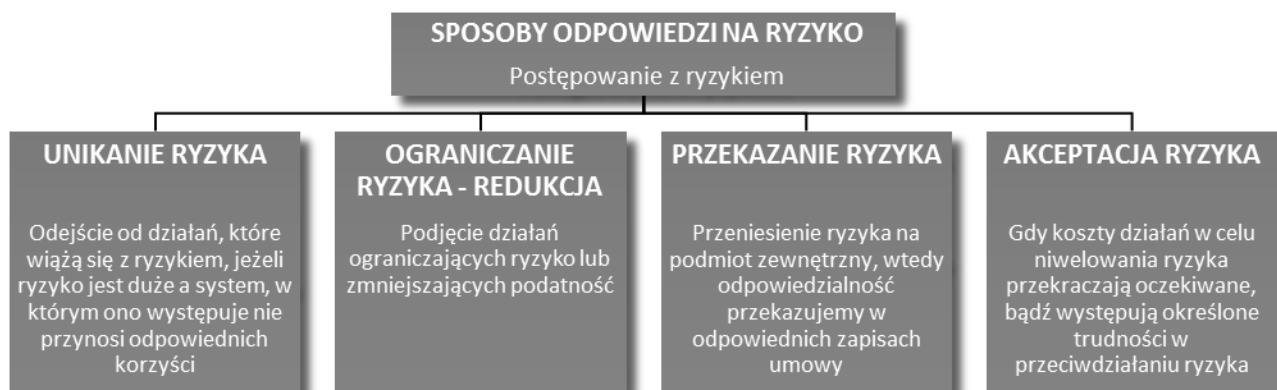 SPOSOBY ODPOWIEDZI NA RYZYKO
Postępowanie z ryzykiem
UNIKANIE RYZYKA
Odejście od działań, które
wiążą się z ryzykiem, jeżeli
ryzyko jest duże a system, w
którym ono występuje nie
przynosi odpowiednich
korzyści
OGRANICZANIE
RYZYKA - REDUKCJA
Podjęcie działań
ograniczających ryzyko lub
zmniejszających podatność
PRZEKAZANIE RYZYKA
Przeniesienie ryzyka na
podmiot zewnętrzny, wtedy
odpowiedzialność
przekazujemy w
odpowiednich zapisach
umowy
AKCEPTACJA RYZYKA
Gdy koszty działań w celu
niwelowania ryzyka
przekraczają oczekiwane,
bądź występują określone
trudności w
przeciwdziałaniu ryzyka